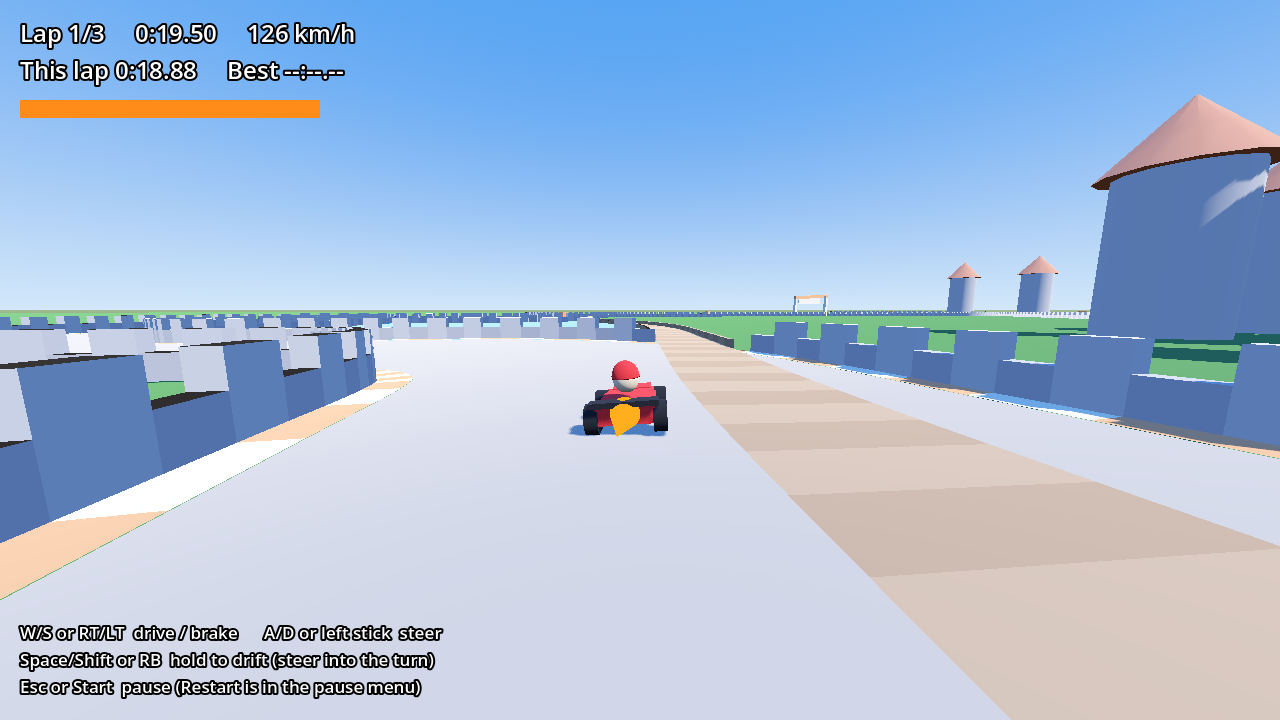 Lap 1/3 0:19.50 126 km/h
This lap 0:18.88 Best --:--.--
W/S or RT/LT drive / brake A/D or left stick steer
Space/Shift or RB hold to drift (steer into the turn)
Esc or Start pause (Restart is in the pause menu)